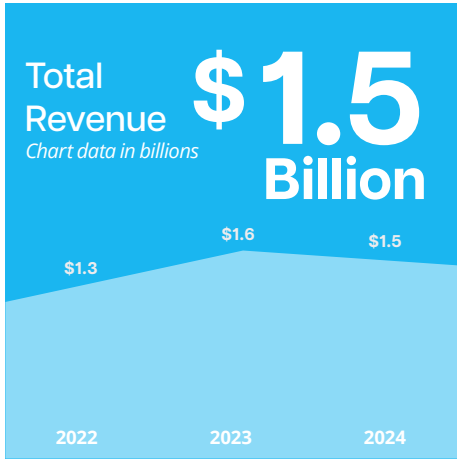 Total
Revenue
Chart data in billions
$1.5
Billion
$1.3
$1.6
$1.5
2022
2023
2024